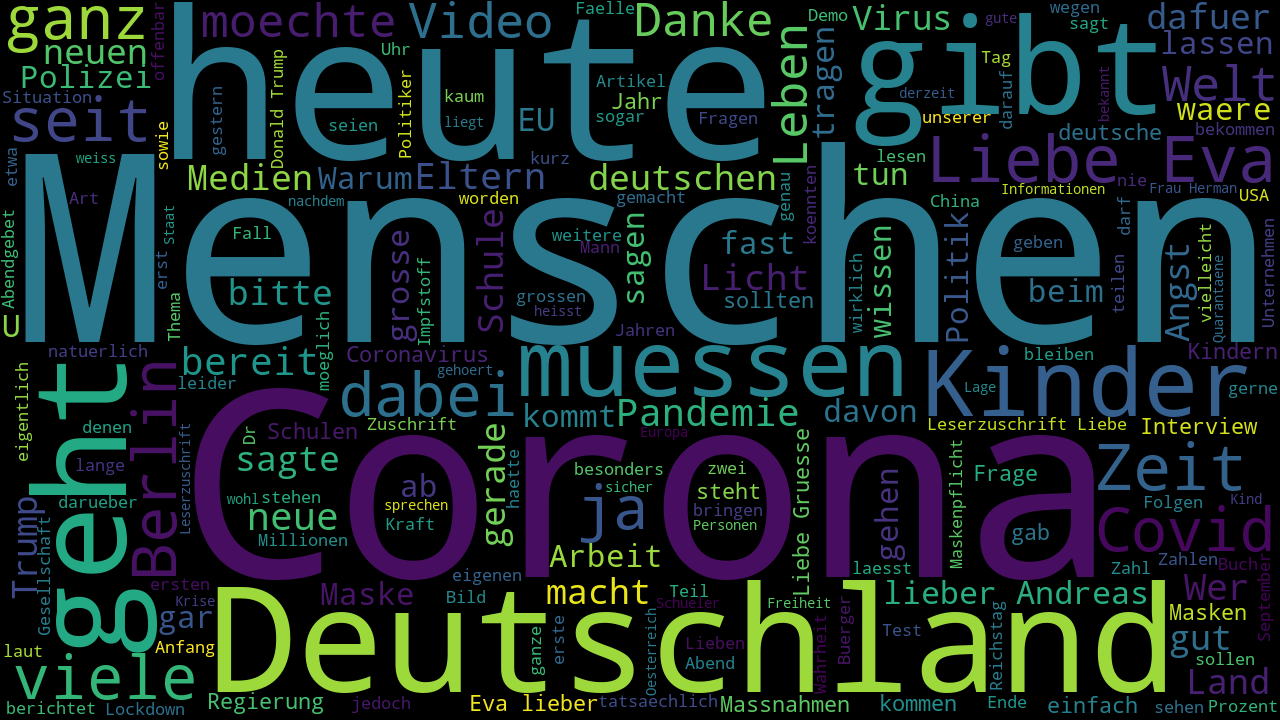 ganz
heute
moechte
Video
Faelle
Danke
Demo
Virus
gibt
gute
wegen
sagt
dafuer
neuen
offenbar
Uhr
Tag
lassen
Polizei
Donald Trump
Politiker
kaum
Artikel
Jahr
Leben
tragen
derzeit
darauf
bekannt
Welt
Situation
seit
sowie
gestern
seien
liegt
EU
sogar
Fragen
unserer
deutsche
waere
bekommen
etwa
weiss
Menschen
kurz
lesen
Liebe
Eva
Medien
Warum
Eltern
deutschen
genau
tun
nie
Art
Staat
nachdem
worden
gemacht
koennten
Informationen
Frau Herman
USA
Abendgebet
erst
Fall
grosse
Schule
weitere
Mann
sagen
fast
wissen
China
Politik
geben
darf
Angst
vielleicht
Unternehmen
U
Thema
bitte
Impfstoff
grossen
heisst
Licht
sollten
wirklich
beim
teilen
Quarantaene
Jahren
natuerlich
bereit
moeglich
Coronavirus
gehoert
muessen
Kinder
bleiben
Kindern
eigentlich
geht
Berlin
leider
dabei
kommt
Pandemie
davon
Lage
gerne
denen
Leserzuschrift
Corona
Dr
Schulen
Zuschrift
Europa
Leserzuschrift Liebe
Interview
lange
sagte
gerade
haette
besonders
zwei
Liebe Gruesse
Maskenpflicht
Frage
Zeit
darueber
wohl
stehen
ab
sprechen
ja
sicher
steht
gehen
Folgen
Kind
Trump
Gesellschaft
neue
Kraft
bringen
Personen
gab
Covid
Millionen
Arbeit
laesst
Zahl
Zahlen
Buch
ersten
Krise
Deutschland
Maske
eigenen
Bild
macht
Teil
Schueler
Freiheit
Buerger
lieber Andreas
Wer
September
gar
Anfang
ganze
erste
Lieben
Wahrheit
Test
Reichstag
Masken
gut
laut
viele
Oesterreich
Abend
sollen
Land
berichtet
Lockdown
Regierung
jedoch
Eva lieber
tatsaechlich
Massnahmen
kommen
Ende
einfach
sehen
Prozent